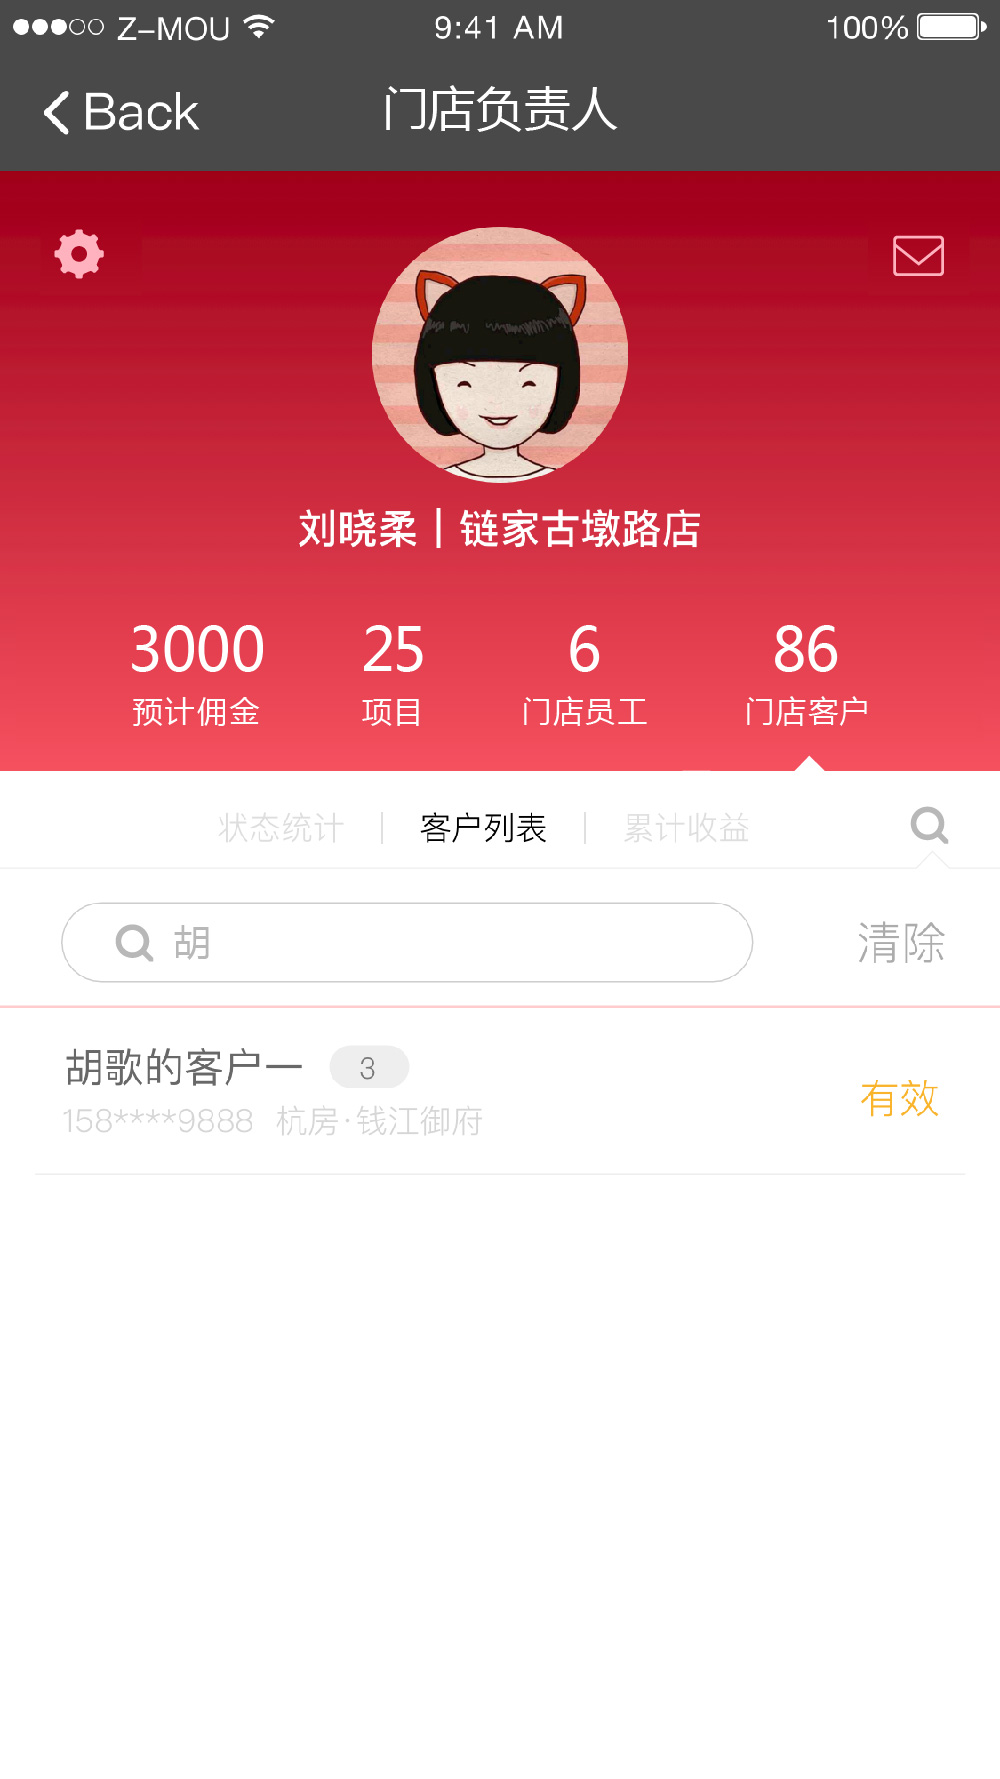 Z-MOU 9:41 AM 100%
Back 门店负责人
刘晓柔｜链家古墩路店
3000 25 6 86
预计佣金 项目 门店员工 门店客户
状态统计 客户列表 累计收益
胡 清除
胡歌的客户一 3
有效
158****9888 杭房·钱江御府